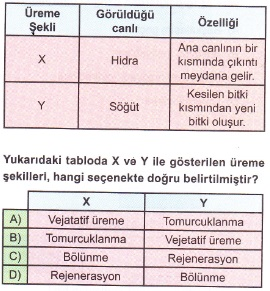 Üreme Şekli | Görüldüğü canlı | Özelliği
X | Hidra | Ana canlının bir kısmında çıkıntı meydana gelir.
Y | Söğüt | Kesilen bitki kısmından yeni bitki oluşur.
Yukarıdaki tabloda X ve Y ile gösterilen üreme
şekilleri, hangi seçenekte doğru belirtilmiştir?
X | Y
A) | Vejatatif üreme | Tomurcuklanma
B) | Tomurcuklanma | Vejetatif üreme
C) | Bölünme | Rejenerasyon
D) | Rejenerasyon | Bölünme